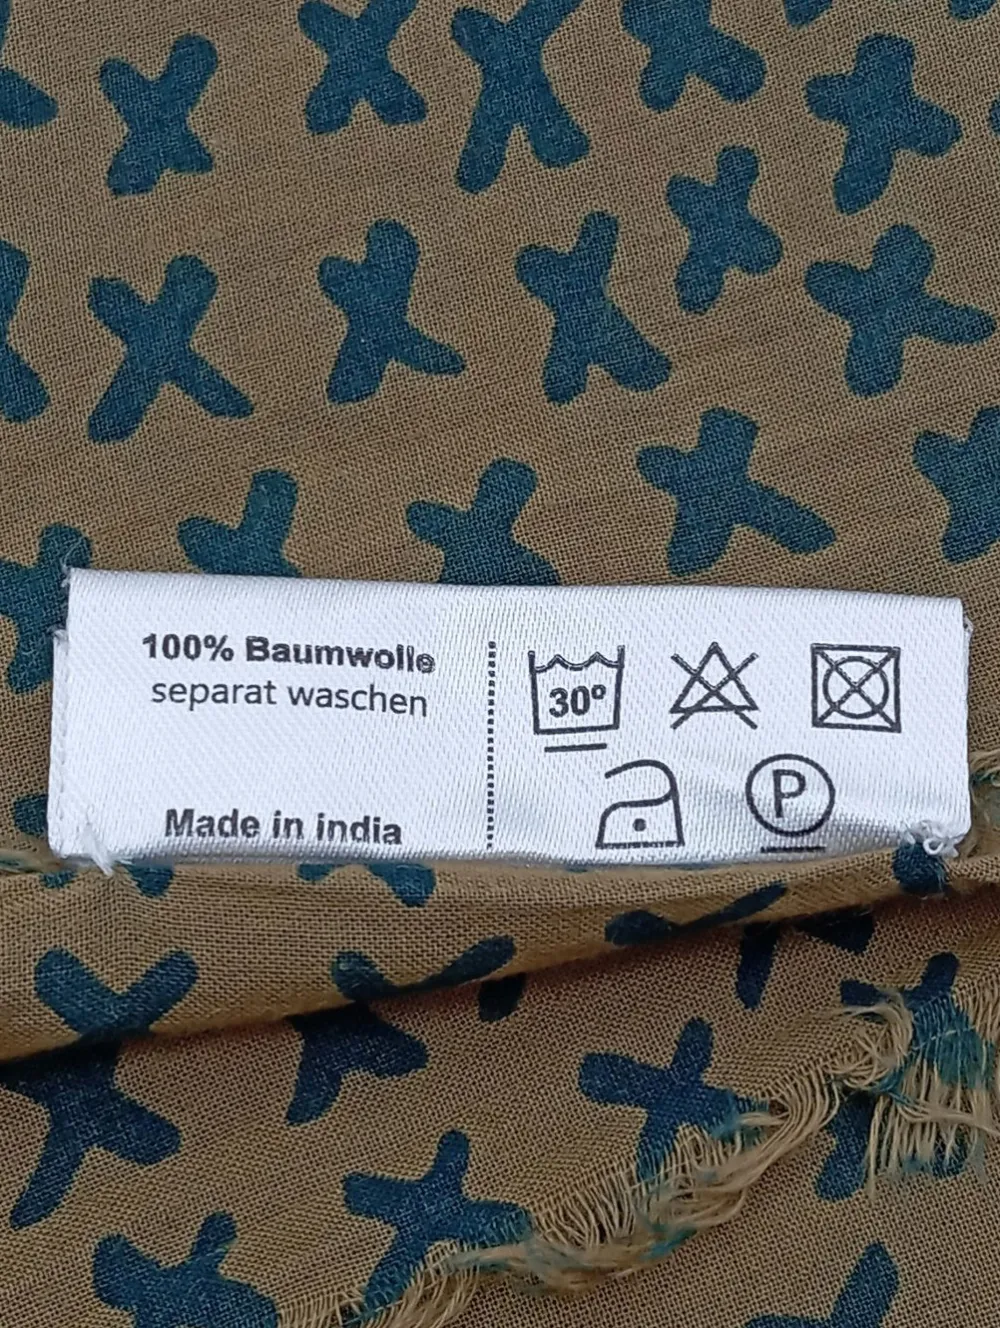 100% Baumwolle
separat waschen
Made in india
30°
P